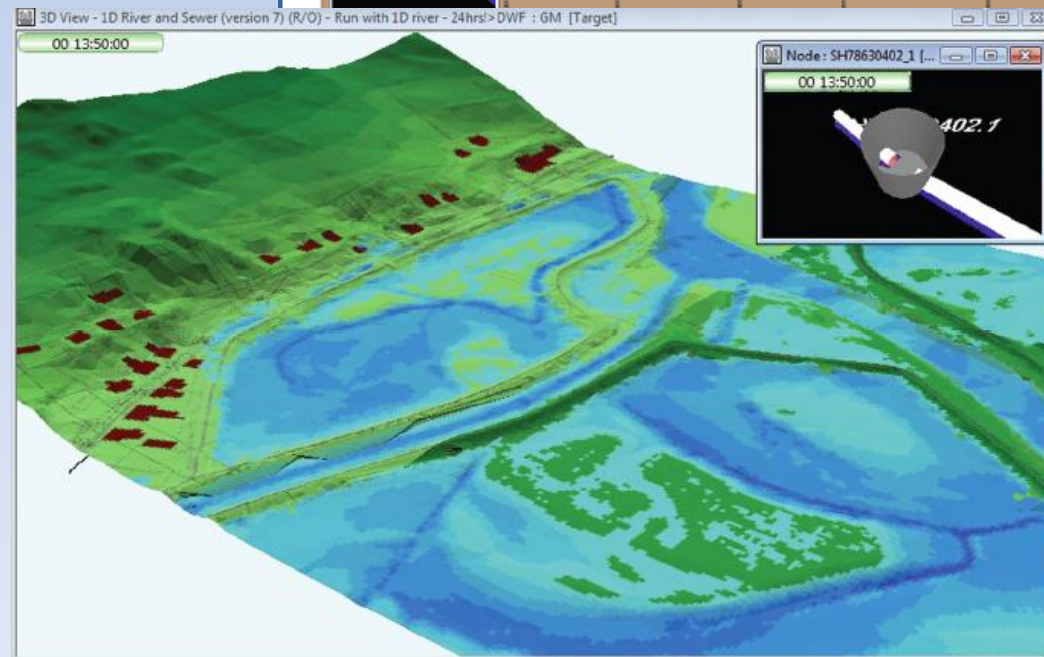 3D View - 1D River and Sewer (version 7) (R/O) - Run with 1D river - 24hrs!>DWF : GM [Target]
00 13:50:00
Node : SH78630402_1 [...
00 13:50:00
402.1